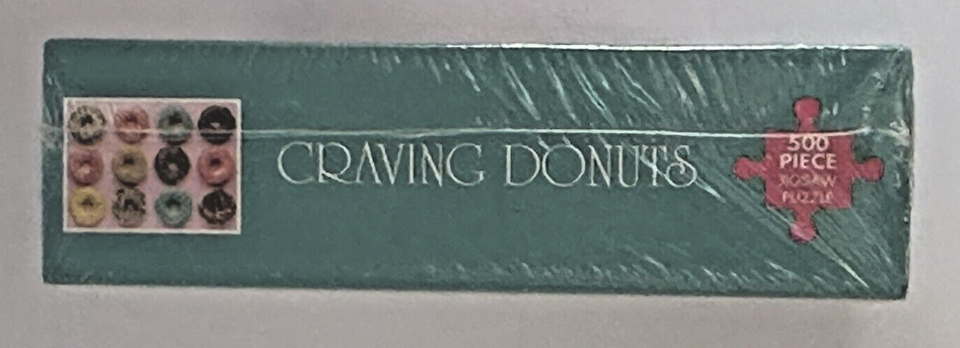 CRAVING DONUTS
500
PIECE
JIGSAW
PUZZLE